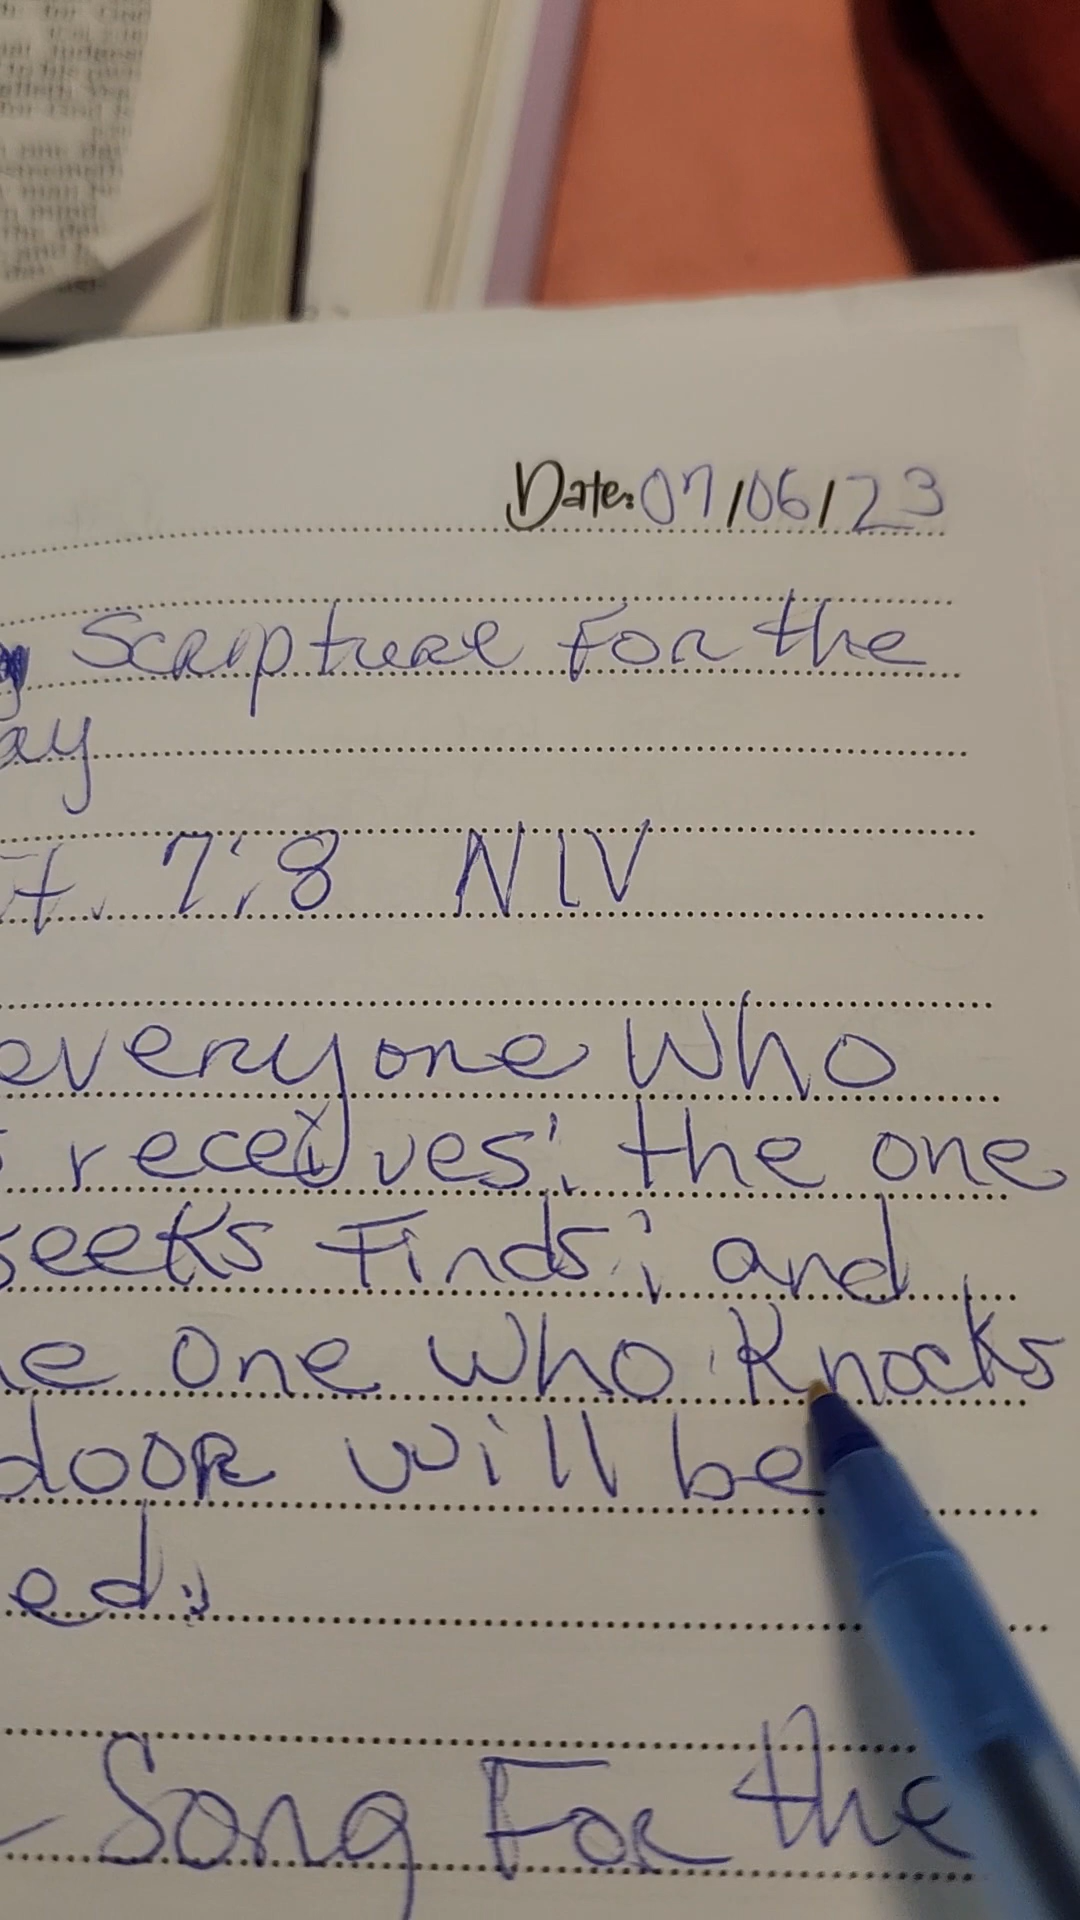 Date: 07/06/23
Scripture For the
ay
t. 7:8 NIV
everyone who
s receives; the one
seeks Finds; and
e one who Knocks
door will be
ed.
Song For the